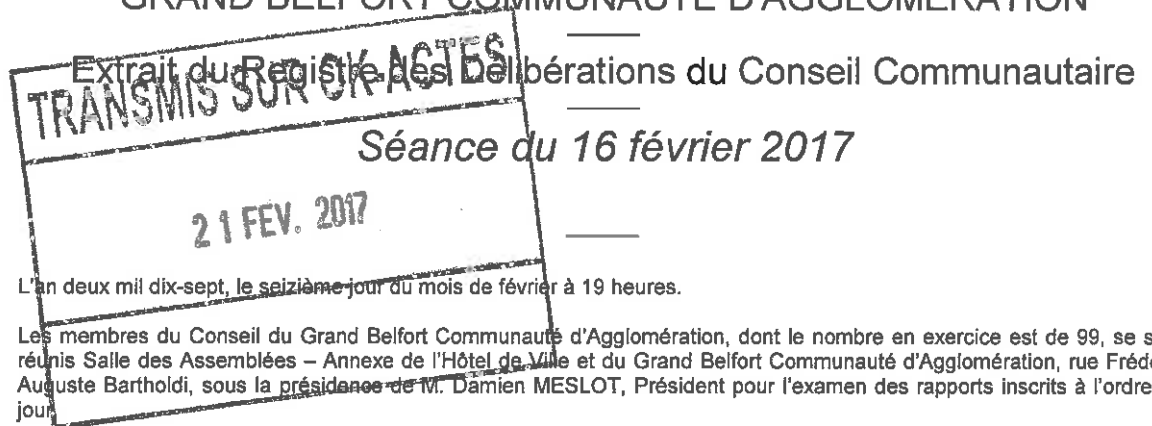 GRAND BELFORT COMMUNAUTÉ D'AGGLOMÉRATION
Extrait du Registre des Délibérations du Conseil Communautaire
TRANSMIS SUR OK-ACTES
Séance du 16 février 2017
21 FEV. 2017
L'an deux mil dix-sept, le seizième jour du mois de février à 19 heures.
Les membres du Conseil du Grand Belfort Communauté d'Agglomération, dont le nombre en exercice est de 99, se s
réunis Salle des Assemblées – Annexe de l'Hôtel de Ville et du Grand Belfort Communauté d'Agglomération, rue Frédé
Auguste Bartholdi, sous la présidence de M. Damien MESLOT, Président pour l'examen des rapports inscrits à l'ordre
jour